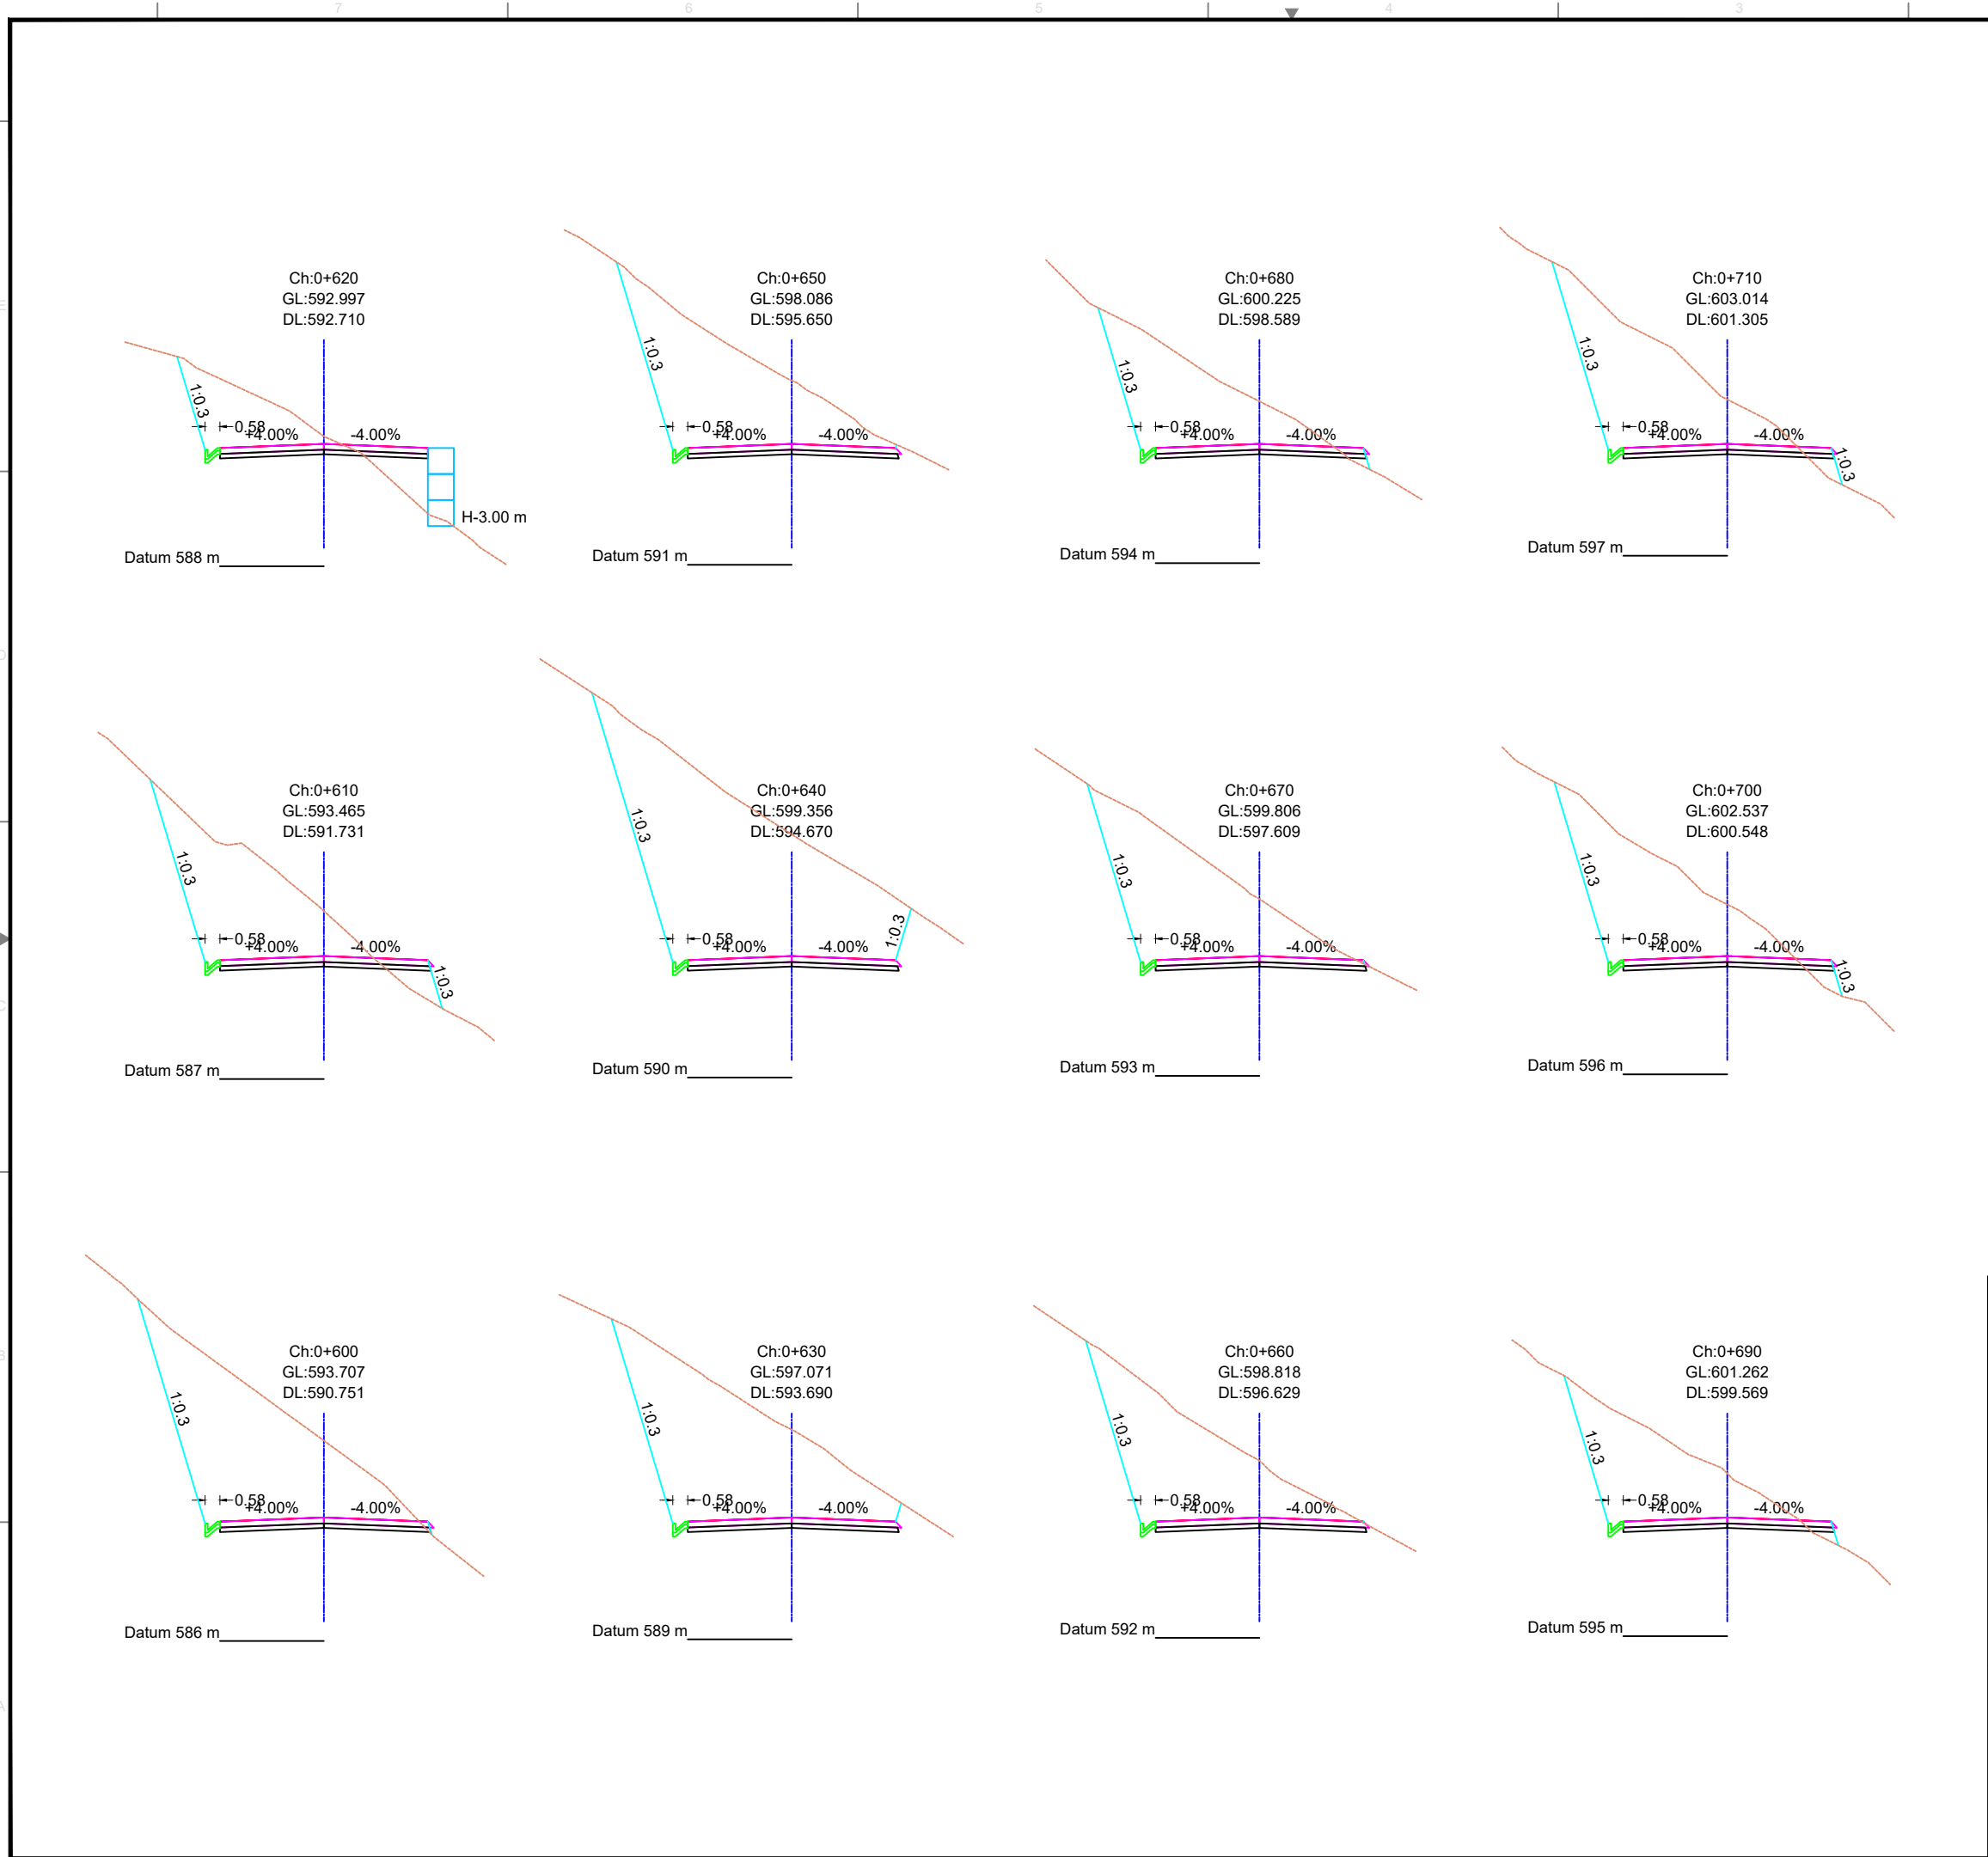 7
6
5
4
3
Ch:0+620
GL:592.997
DL:592.710
1:0.3
0.58
+4.00%
-4.00%
H-3.00 m
Datum 588 m
Ch:0+650
GL:598.086
DL:595.650
1:0.3
0.58
+4.00%
-4.00%
Datum 591 m
Ch:0+680
GL:600.225
DL:598.589
1:0.3
0.58
+4.00%
-4.00%
Datum 594 m
Ch:0+710
GL:603.014
DL:601.305
1:0.3
0.58
+4.00%
-4.00%
1:0.3
Datum 597 m
E
D
Ch:0+610
GL:593.465
DL:591.731
1:0.3
0.58
+4.00%
-4.00%
1:0.3
Datum 587 m
Ch:0+640
GL:599.356
DL:594.670
1:0.3
0.58
+4.00%
-4.00%
1:0.3
Datum 590 m
Ch:0+670
GL:599.806
DL:597.609
1:0.3
0.58
+4.00%
-4.00%
Datum 593 m
Ch:0+700
GL:602.537
DL:600.548
1:0.3
0.58
+4.00%
-4.00%
1:0.3
Datum 596 m
C
B
Ch:0+600
GL:593.707
DL:590.751
1:0.3
0.58
+4.00%
-4.00%
Datum 586 m
Ch:0+630
GL:597.071
DL:593.690
1:0.3
0.58
+4.00%
-4.00%
Datum 589 m
Ch:0+660
GL:598.818
DL:596.629
1:0.3
0.58
+4.00%
-4.00%
Datum 592 m
Ch:0+690
GL:601.262
DL:599.569
1:0.3
0.58
+4.00%
-4.00%
Datum 595 m
A